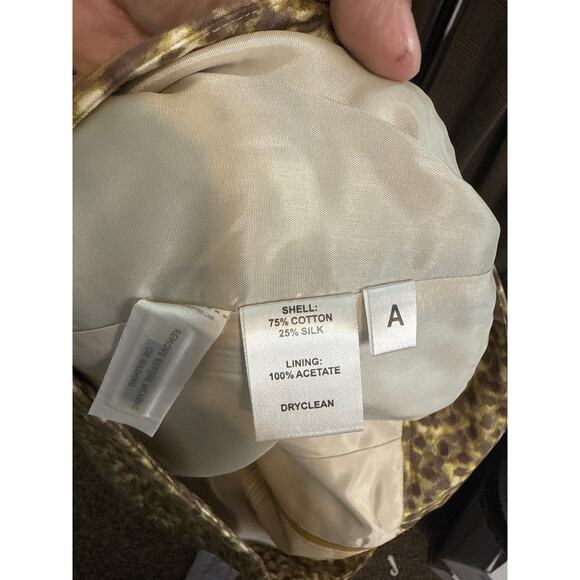 REMOVE BEFORE WEARING
OR WASHING
SHELL:
75% COTTON
25% SILK
LINING:
100% ACETATE
DRYCLEAN
A